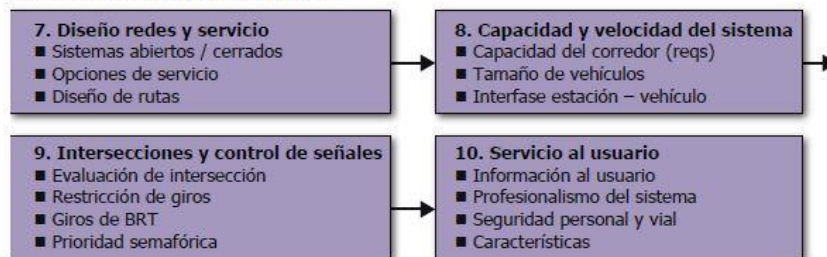 7. Diseño redes y servicio
■ Sistemas abiertos / cerrados
■ Opciones de servicio
■ Diseño de rutas
8. Capacidad y velocidad del sistema
■ Capacidad del corredor (reqs)
■ Tamaño de vehículos
■ Interfase estación – vehículo
9. Intersecciones y control de señales
■ Evaluación de intersección
■ Restricción de giros
■ Giros de BRT
■ Prioridad semafórica
10. Servicio al usuario
■ Información al usuario
■ Profesionalismo del sistema
■ Seguridad personal y vial
■ Características